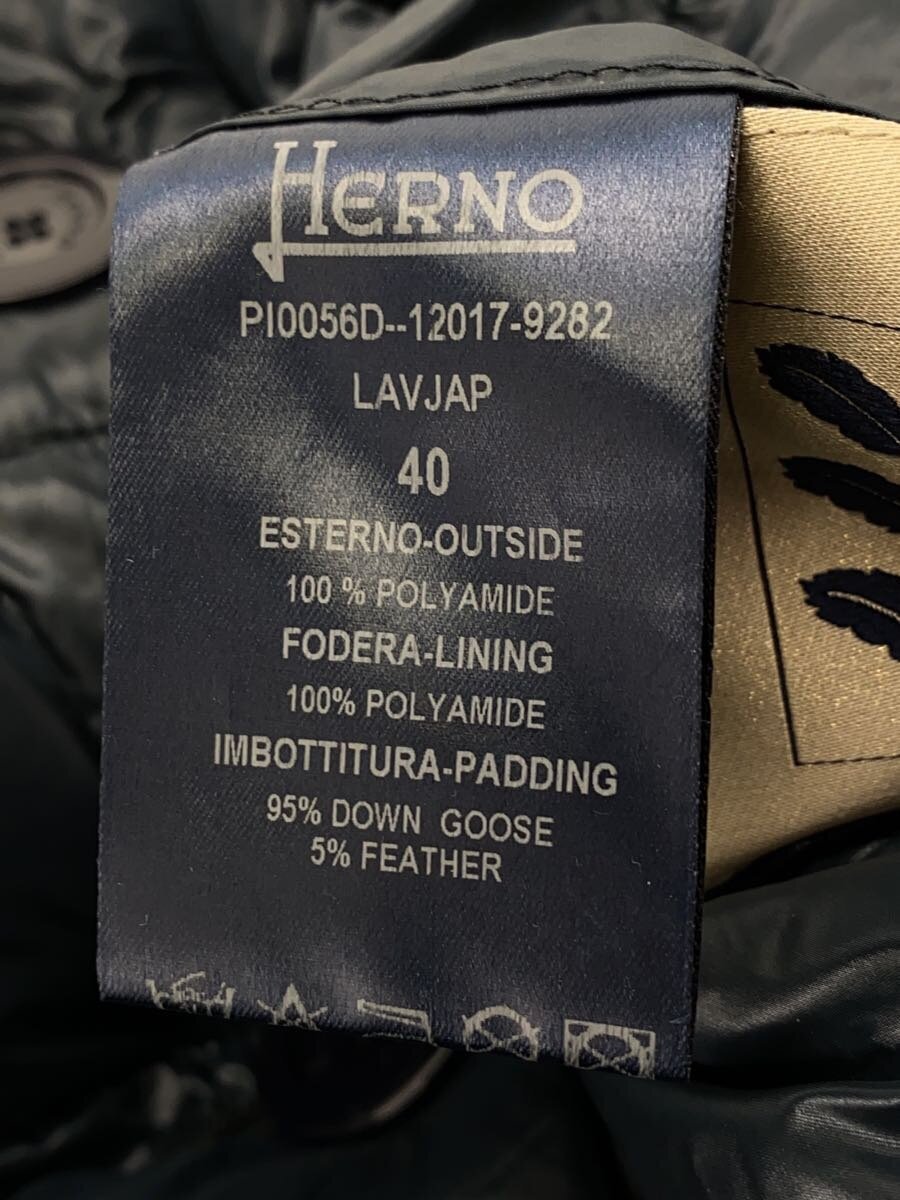 HERNO
PI0056D--12017-9282
LAVJAP
40
ESTERNO-OUTSIDE
100 % POLYAMIDE
FODERA-LINING
100% POLYAMIDE
IMBOTTITURA-PADDING
95% DOWN GOOSE
5% FEATHER